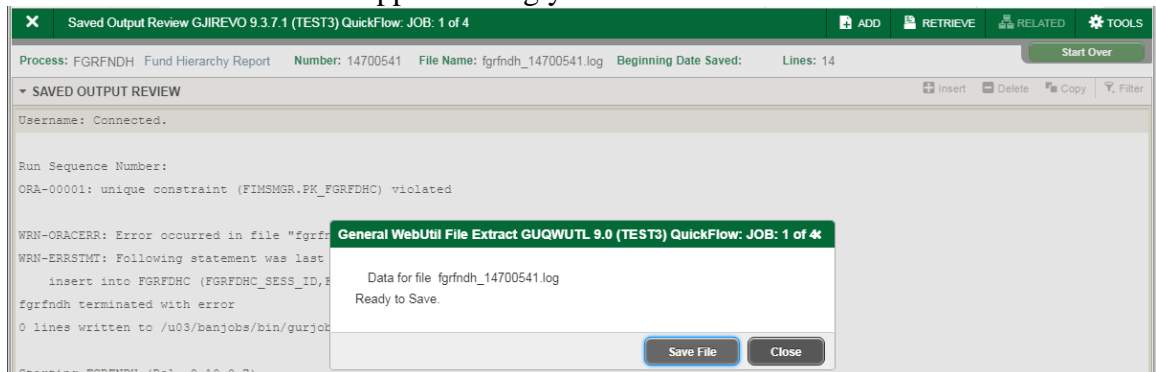 Saved Output Review GJIREVO 9.3.7.1 (TEST3) QuickFlow: JOB: 1 of 4
ADD
RETRIEVE
RELATED
TOOLS
Process: FGRFNDH Fund Hierarchy Report Number: 14700541 File Name: fgrfndh_14700541.log Beginning Date Saved: Lines: 14
Start Over
SAVED OUTPUT REVIEW
Insert Delete Copy Filter
Username: Connected.
Run Sequence Number:
ORA-00001: unique constraint (FIMSMGR.PK_FGRFDHC) violated
WRN-ORACERR: Error occurred in file "fgrfn
WRN-ERRSTMT: Following statement was last
insert into FGRFDHC (FGRFDHC_SESS_ID,F
fgrfndh terminated with error
0 lines written to /u03/banjobs/bin/gurjob
General WebUtil File Extract GUQWUTL 9.0 (TEST3) QuickFlow: JOB: 1 of 4
Data for file fgrfndh_14700541.log
Ready to Save.
Save File
Close